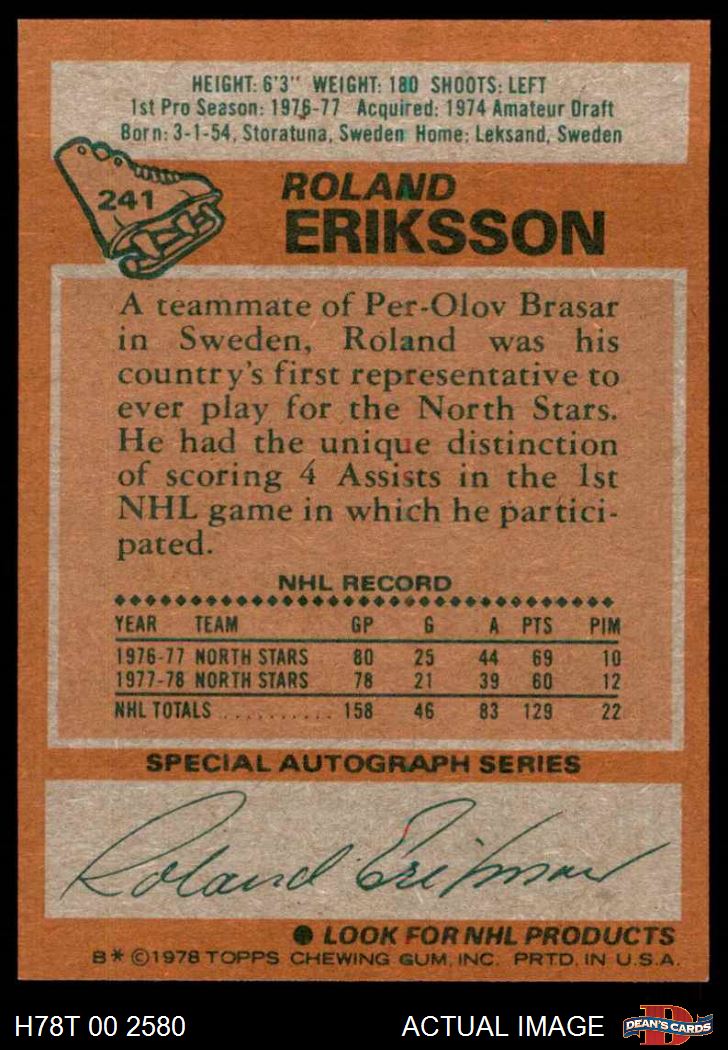 HEIGHT: 6'3" WEIGHT: 180 SHOOTS: LEFT
1st Pro Season: 1976-77 Acquired: 1974 Amateur Draft
Born: 3-1-54, Storatuna, Sweden Home: Leksand, Sweden
241
ROLAND
ERIKSSON
A teammate of Per-Olov Brasar
in Sweden, Roland was his
country's first representative to
ever play for the North Stars.
He had the unique distinction
of scoring 4 Assists in the 1st
NHL game in which he partici-
pated.
NHL RECORD
YEAR TEAM GP G A PTS PIM
1976-77 NORTH STARS 80 25 44 69 10
1977-78 NORTH STARS 78 21 39 60 12
NHL TOTALS .......... 158 46 83 129 22
SPECIAL AUTOGRAPH SERIES
Roland Eriksson
● LOOK FOR NHL PRODUCTS
B* ©1978 TOPPS CHEWING GUM, INC. PRTD. IN U.S.A.
H78T 00 2580 ACTUAL IMAGE DEAN'S CARDS